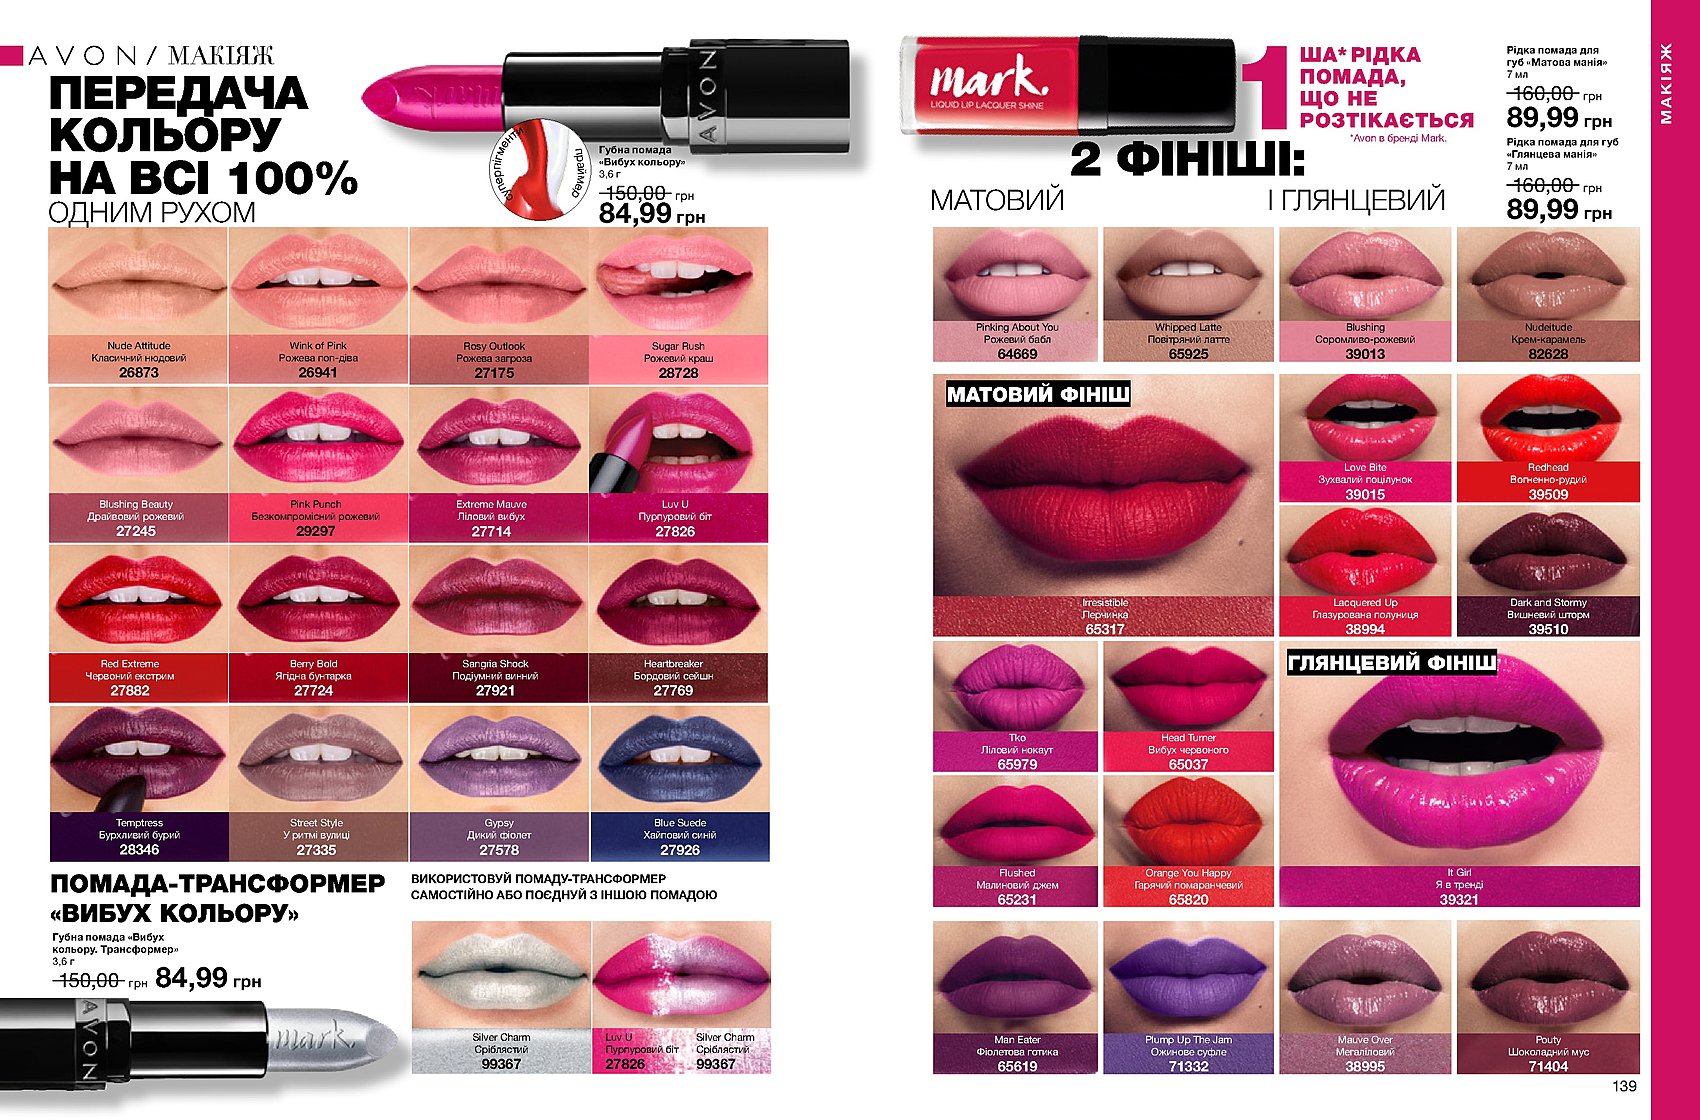 AVON / МАКІЯЖ
ПЕРЕДАЧА
КОЛЬОРУ
НА ВСІ 100%
ОДНИМ РУХОМ
AVON
суперпігменти
праймер
Губна помада
«Вибух кольору»
3,6 г
150,00 грн
84,99 грн
Nude Attitude
Класичний нюдовий
26873
Wink of Pink
Рожева поп-діва
26941
Rosy Outlook
Рожева загроза
27175
Sugar Rush
Рожевий краш
28728
Blushing Beauty
Драйвовий рожевий
27245
Pink Punch
Безкомпромісний рожевий
29297
Extreme Mauve
Ліловий вибух
27714
Luv U
Пурпуровий біт
27826
Red Extreme
Червоний екстрим
27882
Berry Bold
Ягідна бунтарка
27724
Sangria Shock
Подіумний винний
27921
Heartbreaker
Бордовий сейшн
27769
Temptress
Бурхливий бурий
28346
Street Style
У ритмі вулиці
27335
Gypsy
Дикий фіолет
27578
Blue Suede
Хайповий синій
27926
ПОМАДА-ТРАНСФОРМЕР
«ВИБУХ КОЛЬОРУ»
Губна помада «Вибух
кольору. Трансформер»
3,6 г
150,00 грн 84,99 грн
AVON
mark.
ВИКОРИСТОВУЙ ПОМАДУ-ТРАНСФОРМЕР
САМОСТІЙНО АБО ПОЄДНУЙ З ІНШОЮ ПОМАДОЮ
Silver Charm
Сріблястий
99367
Luv U
Пурпуровий біт
27826
Silver Charm
Сріблястий
99367
mark.
LIQUID LIP LACQUER SHINE
1ША* РІДКА
ПОМАДА,
ЩО НЕ
РОЗТІКАЄТЬСЯ
*Avon в бренді Mark.
2 ФІНІШІ:
МАТОВИЙ І ГЛЯНЦЕВИЙ
Рідка помада для
губ «Матова манія»
7 мл
160,00 грн
89,99 грн
Рідка помада для губ
«Глянцева манія»
7 мл
160,00 грн
89,99 грн
МАКІЯЖ
Pinking About You
Рожевий бабл
64669
Whipped Latte
Повітряний латте
65925
Blushing
Соромливо-рожевий
39013
Nudeitude
Крем-карамель
82628
МАТОВИЙ ФІНІШ
Irresistible
Перчинка
65317
Love Bite
Зухвалий поцілунок
39015
Redhead
Вогненно-рудий
39509
Lacquered Up
Глазурована полуниця
38994
Dark and Stormy
Вишневий шторм
39510
Tko
Ліловий нокаут
65979
Head Turner
Вибух червоного
65037
ГЛЯНЦЕВИЙ ФІНІШ
Flushed
Малиновий джем
65231
Orange You Happy
Гарячий помаранчевий
65820
It Girl
Я в тренді
39321
Man Eater
Фіолетова готика
65619
Plump Up The Jam
Ожинове суфле
71332
Mauve Over
Мегаліловий
38995
Pouty
Шоколадний мус
71404
139